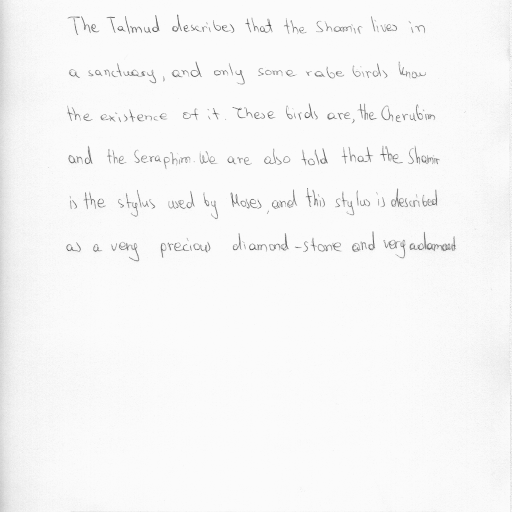 The Talmud describes that the Shamir lives in
a sanctuary, and only some rabe birds know
the existence of it. These birds are, the Cherubim
and the Seraphim. We are also told that the Shamir
is the stylus used by Moses, and this stylus is described
as a very precious diamond-stone and very adamant